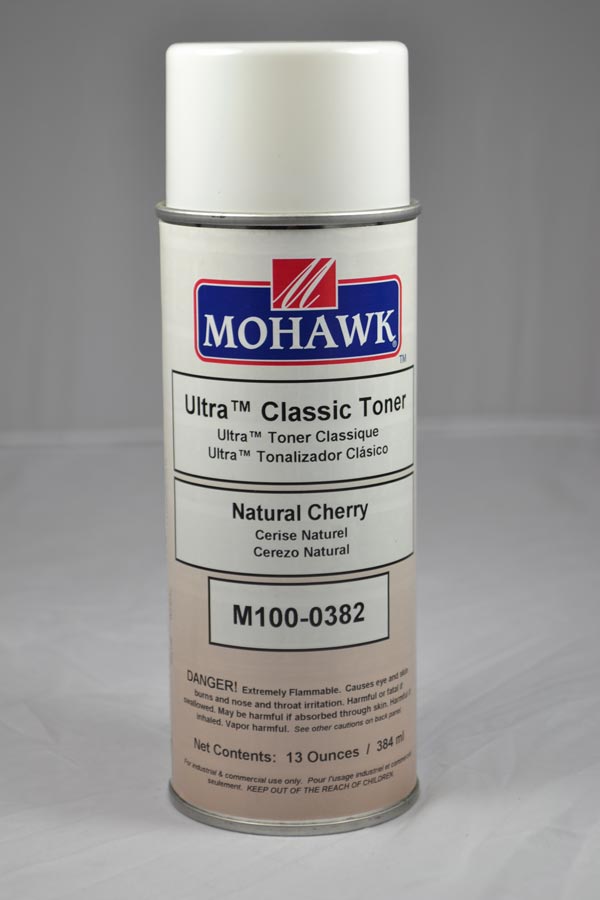 M
MOHAWK®
™
Ultra™ Classic Toner
Ultra™ Toner Classique
Ultra™ Tonalizador Clásico
Natural Cherry
Cerise Naturel
Cerezo Natural
M100-0382
DANGER! Extremely Flammable. Causes eye and skin
burns and nose and throat irritation. Harmful or fatal if
swallowed. May be harmful if absorbed through skin. Harmful if
inhaled. Vapor harmful. See other cautions on back panel.
Net Contents: 13 Ounces / 384 ml
For industrial & commercial use only. Pour l'usage industriel et commercial
seulement. KEEP OUT OF THE REACH OF CHILDREN.